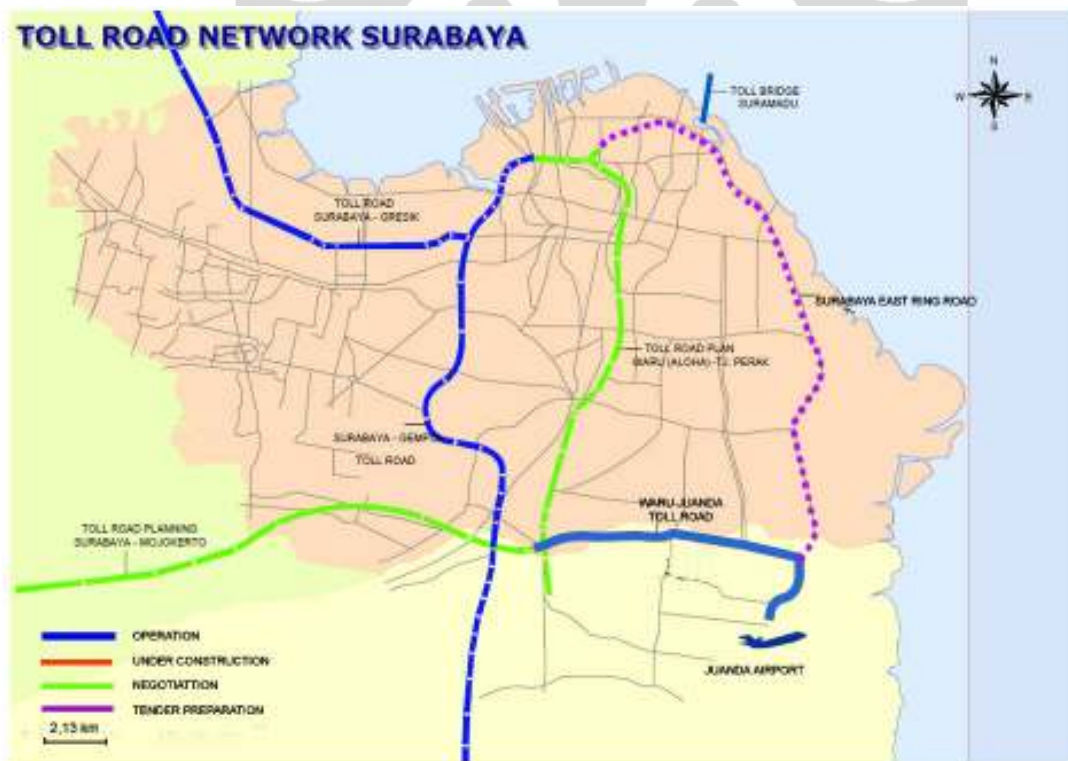 TOLL ROAD NETWORK SURABAYA
N
W
E
S
TOLL BRIDGE
SURAMADU
TOLL ROAD
SURABAYA - GRESIK
SURABAYA EAST RING ROAD
TOLL ROAD PLAN
WARU (ALOHA) - TJ. PERAK
SURABAYA - GEMP
TOLL ROAD
WARU-JUANDA
TOLL ROAD
TOLL ROAD PLANNING
SURABAYA - MOJOKERTO
OPERATION
UNDER CONSTRUCTION
NEGOTIATTION
TENDER PREPARATION
2,13 km
JUANDA AIRPORT